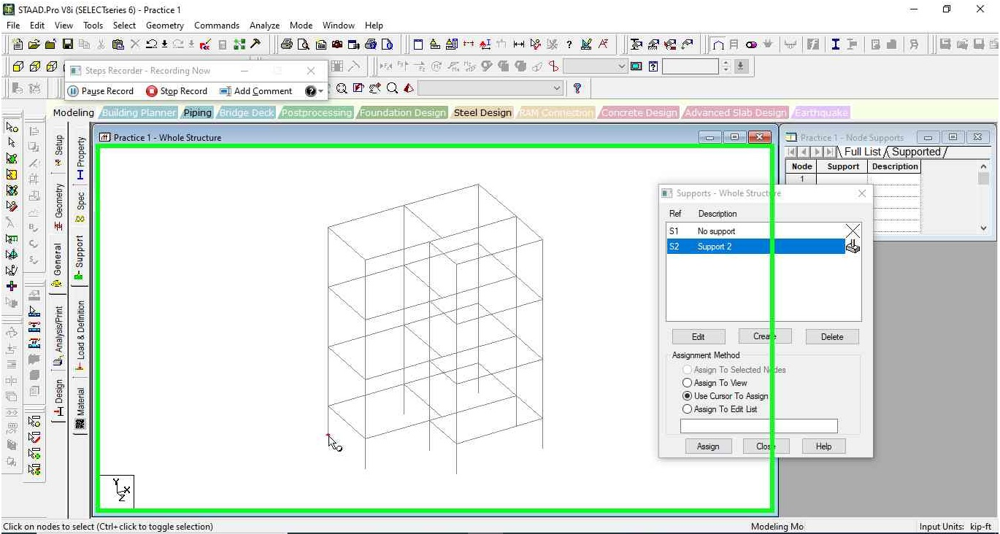 STAAD.Pro V8i (SELECTseries 6) - Practice 1
File Edit View Tools Select Geometry Commands Analyze Mode Window Help
Steps Recorder - Recording Now
Pause Record Stop Record Add Comment
Modeling Building Planner Piping Bridge Deck Postprocessing Foundation Design Steel Design RAM Connection Concrete Design Advanced Slab Design Earthquake
Setup
Geometry
General
Analysis/Print
Design
Property
Spec
Support
Load & Definition
Material
Practice 1 - Whole Structure
Y
X
Z
Practice 1 - Node Supports
Full List Supported
Node Support Description
1
Supports - Whole Structure
Ref Description
S1 No support
S2 Support 2
Edit Create Delete
Assignment Method
Assign To Selected Nodes
Assign To View
Use Cursor To Assign
Assign To Edit List
Assign Close Help
Click on nodes to select (Ctrl+click to toggle selection)
Modeling Mo
Input Units: kip-ft